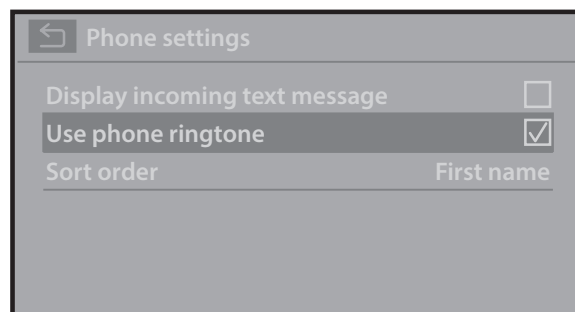 Phone settings
Display incoming text message
Use phone ringtone
Sort order First name